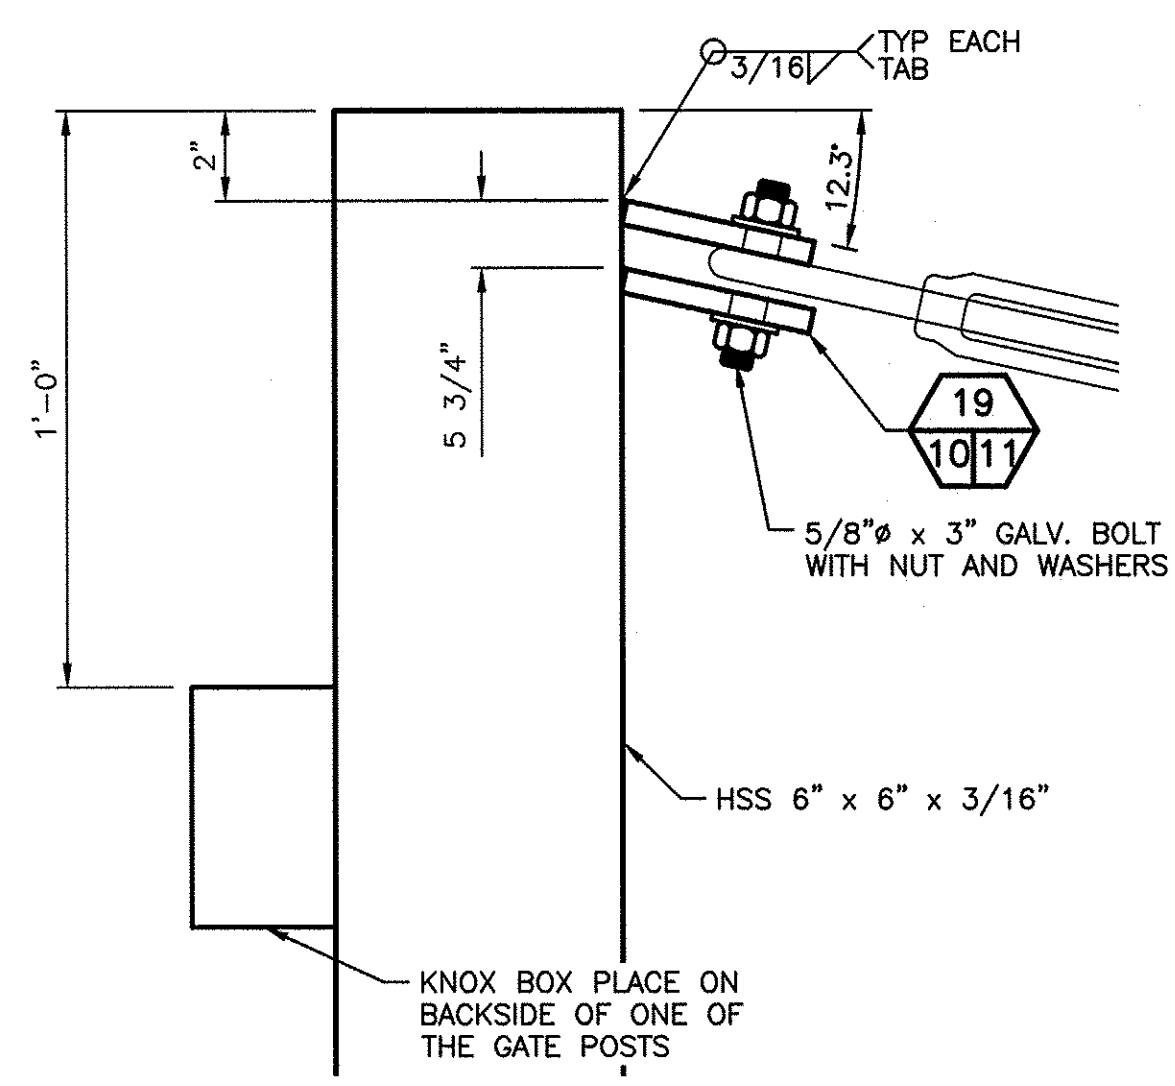 TYP EACH
TAB
3/16
2"
12.3°
1'-0"
5 3/4"
19
10 11
5/8"ø x 3" GALV. BOLT
WITH NUT AND WASHERS
HSS 6" x 6" x 3/16"
KNOX BOX PLACE ON
BACKSIDE OF ONE OF
THE GATE POSTS